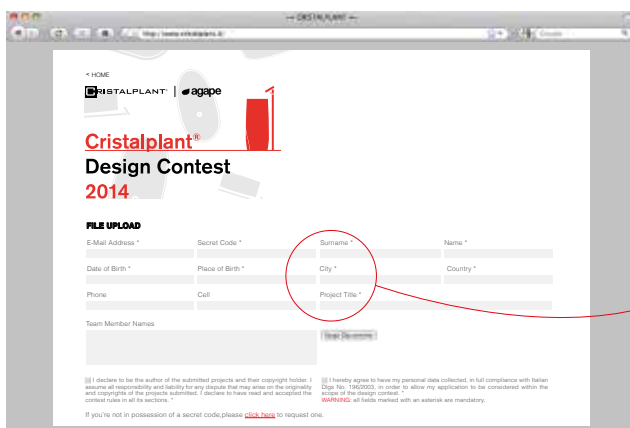 — CRISTALPLANT —
< HOME
CRISTALPLANT® | agape
Cristalplant®
Design Contest
2014
FILE UPLOAD
E-Mail Address * Secret Code * Surname * Name *
Date of Birth * Place of Birth * City * Country *
Phone Cell Project Title *
Team Member Names
I declare to be the author of the submitted projects and their copyright holder. I
assume all responsibility and liability for any dispute that may arise on the originality
and copyrights of the projects submitted. I declare to have read and accepted the
contest rules in all its sections. *
I hereby agree to have my personal data collected, in full compliance with Italian
Dlgs No. 196/2003, in order to allow my application to be considered within the
scope of the design contest. *
WARNING: all fields marked with an asterisk are mandatory.
If you're not in possession of a secret code,please click here to request one.